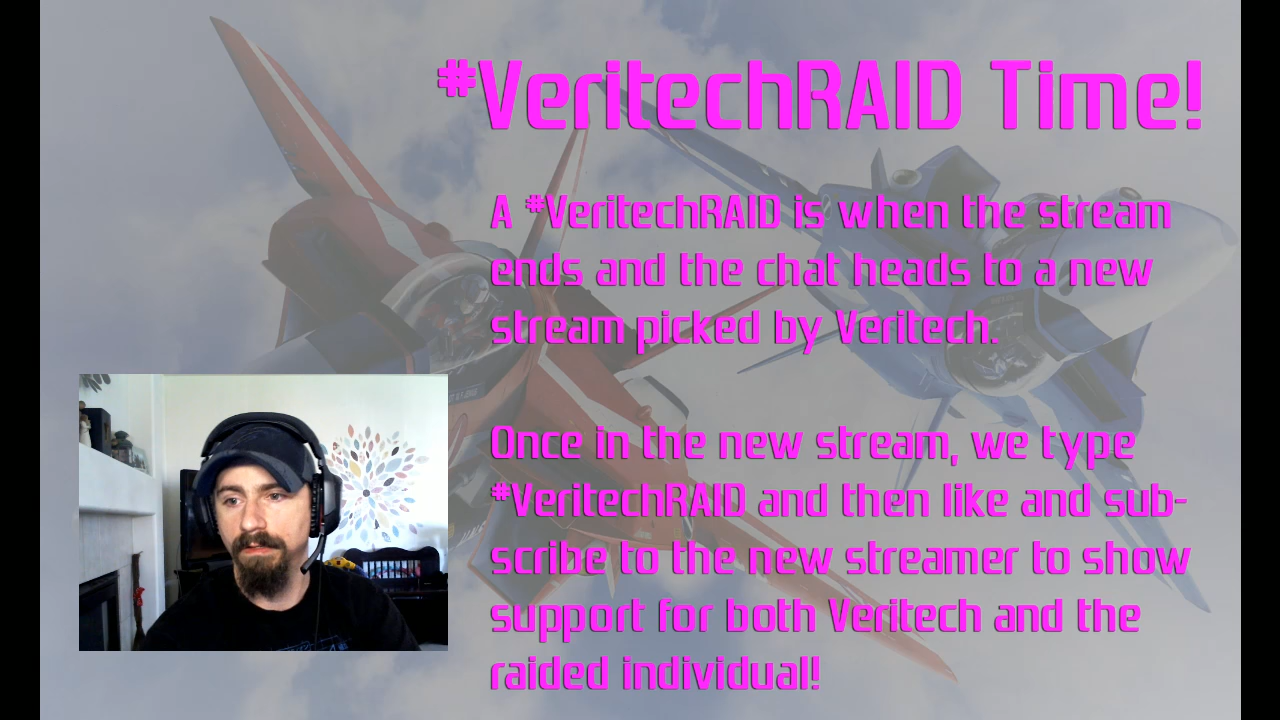 #VeritechRAID Time!
A #VeritechRAID is when the stream
ends and the chat heads to a new
stream picked by Veritech.
Once in the new stream, we type
#VeritechRAID and then like and sub-
scribe to the new streamer to show
support for both Veritech and the
raided individual!